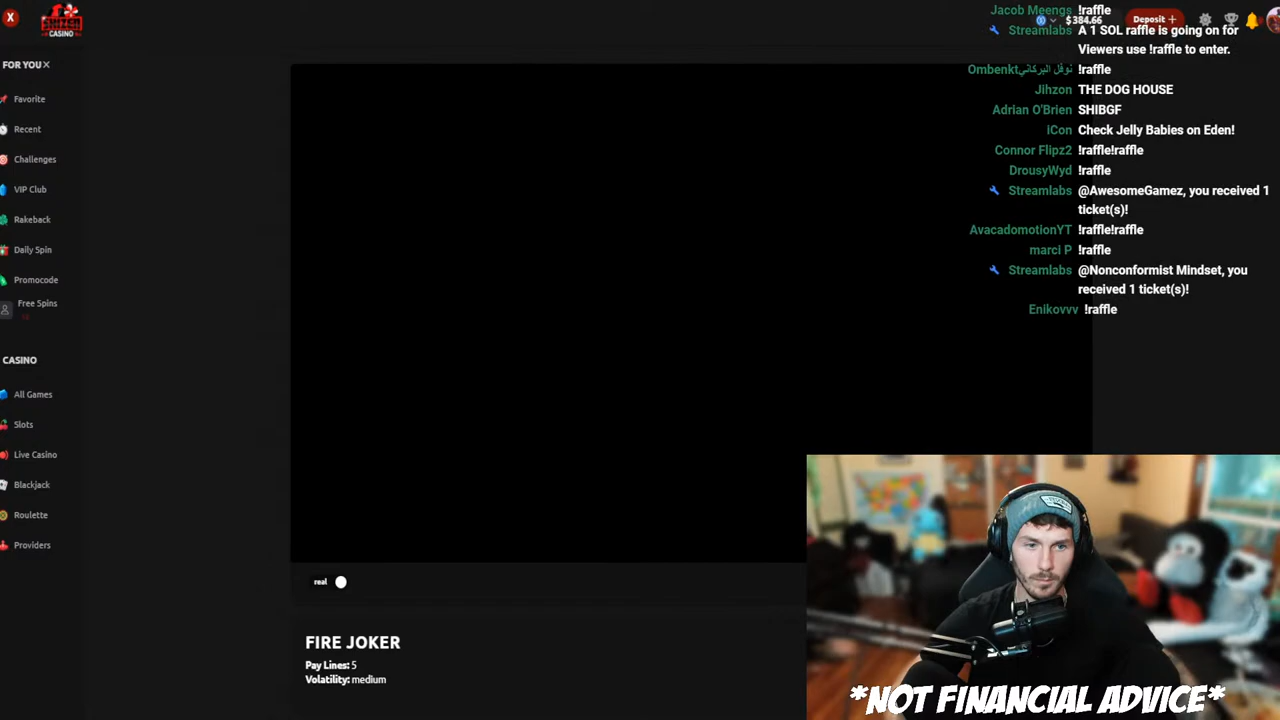 X
SHIZEN
CASINO
$384.66
Deposit +
FOR YOU ×
Favorite
Recent
Challenges
VIP Club
Rakeback
Daily Spin
Promocode
Free Spins
CASINO
All Games
Slots
Live Casino
Blackjack
Roulette
Providers
real
FIRE JOKER
Pay Lines: 5
Volatility: medium
Jacob Meengs !raffle
Streamlabs A 1 SOL raffle is going on for
Viewers use !raffle to enter.
Ombenktنوفل البركاني !raffle
Jihzon THE DOG HOUSE
Adrian O'Brien SHIBGF
iCon Check Jelly Babies on Eden!
Connor Flipz2 !raffle!raffle
DrousyWyd !raffle
Streamlabs @AwesomeGamez, you received 1
ticket(s)!
AvacadomotionYT !raffle!raffle
marci P !raffle
Streamlabs @Nonconformist Mindset, you
received 1 ticket(s)!
Enikovvv !raffle
*NOT FINANCIAL ADVICE*